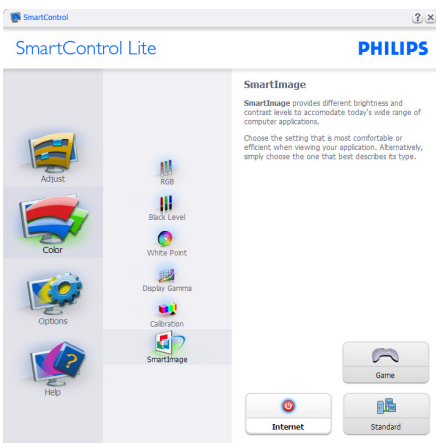 SmartControl
SmartControl Lite
PHILIPS
Adjust
Color
Options
Help
RGB
Black Level
White Point
Display Gamma
Calibration
SmartImage
SmartImage
SmartImage provides different brightness and
contrast levels to accomodate today's wide range of
computer applications.
Choose the setting that is most comfortable or
efficient when viewing your application. Alternatively,
simply choose the one that best describes its type.
Game
Internet
Standard